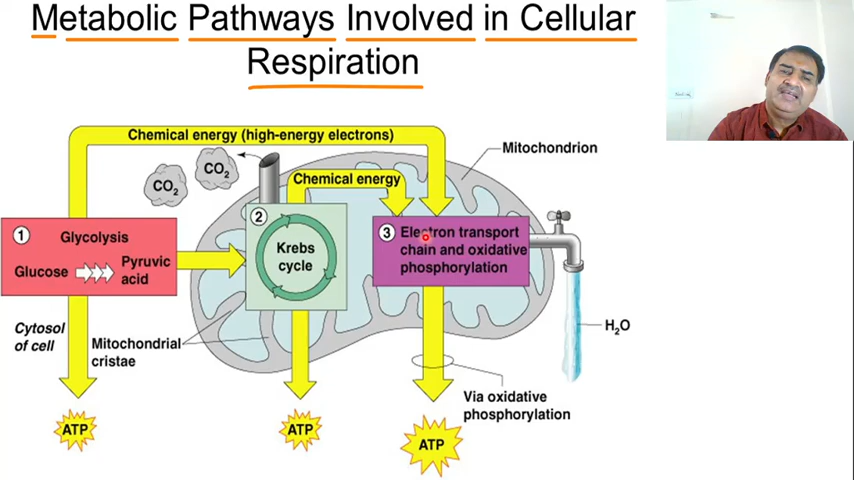 Metabolic Pathways Involved in Cellular
Respiration
Chemical energy (high-energy electrons)
Mitochondrion
CO₂
CO₂
Chemical energy
1
Glycolysis
Glucose
Pyruvic
acid
2
Krebs
cycle
3
Electron transport
chain and oxidative
phosphorylation
H₂O
Cytosol
of cell
Mitochondrial
cristae
Via oxidative
phosphorylation
ATP
ATP
ATP